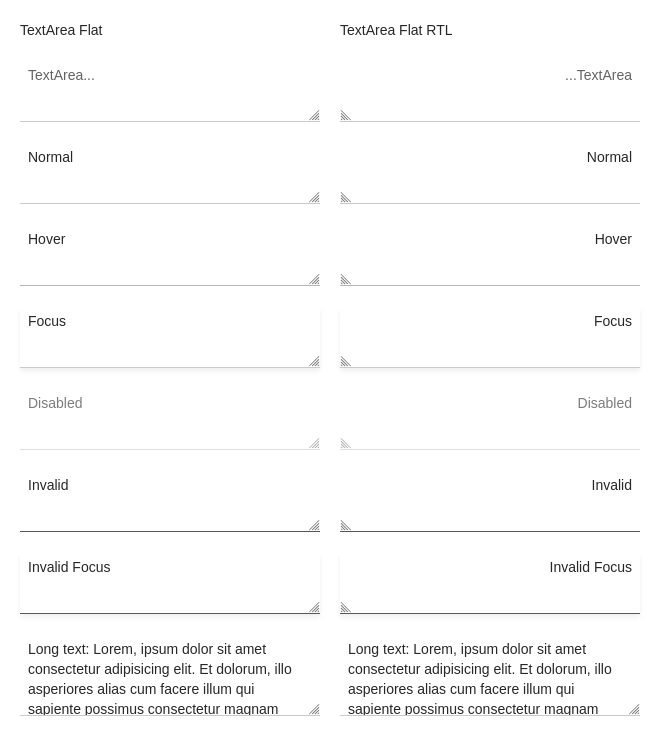 TextArea Flat
TextArea...
Normal
Hover
Focus
Disabled
Invalid
Invalid Focus
Long text: Lorem, ipsum dolor sit amet
consectetur adipisicing elit. Et dolorum, illo
asperiores alias cum facere illum qui
sapiente possimus consectetur magnam
TextArea Flat RTL
...TextArea
Normal
Hover
Focus
Disabled
Invalid
Invalid Focus
Long text: Lorem, ipsum dolor sit amet
consectetur adipisicing elit. Et dolorum, illo
asperiores alias cum facere illum qui
sapiente possimus consectetur magnam